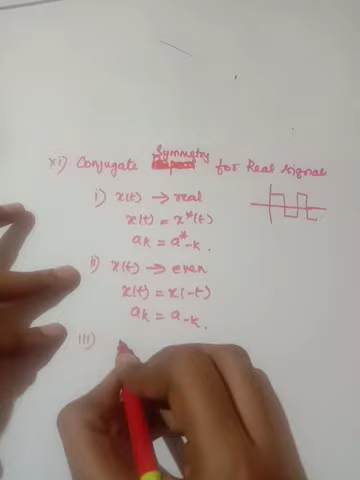 xi) Conjugate Symmetry for Real signal
i) x(t) → real
x(t) = x*(t)
ak = a*-k.
ii) x(t) → even
x(t) = x(-t)
ak = a-k.
iii)